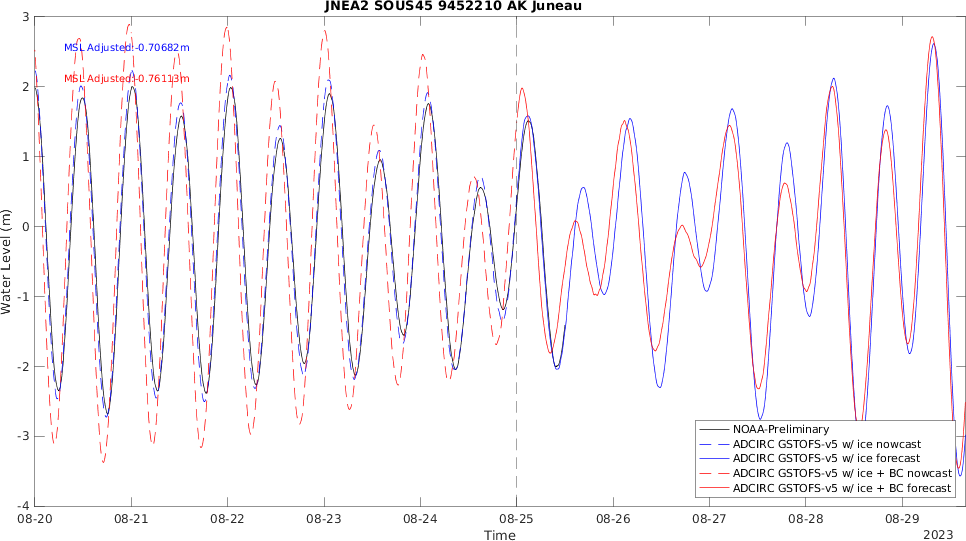 JNEA2 SOUS45 9452210 AK Juneau
MSL Adjusted:-0.70682m
MSL Adjusted:-0.76113m
Water Level (m)
3
2
1
0
-1
-2
-3
-4
NOAA-Preliminary
ADCIRC GSTOFS-v5 w/ ice nowcast
ADCIRC GSTOFS-v5 w/ ice forecast
ADCIRC GSTOFS-v5 w/ ice + BC nowcast
ADCIRC GSTOFS-v5 w/ ice + BC forecast
08-20 08-21 08-22 08-23 08-24 08-25 08-26 08-27 08-28 08-29
Time
2023